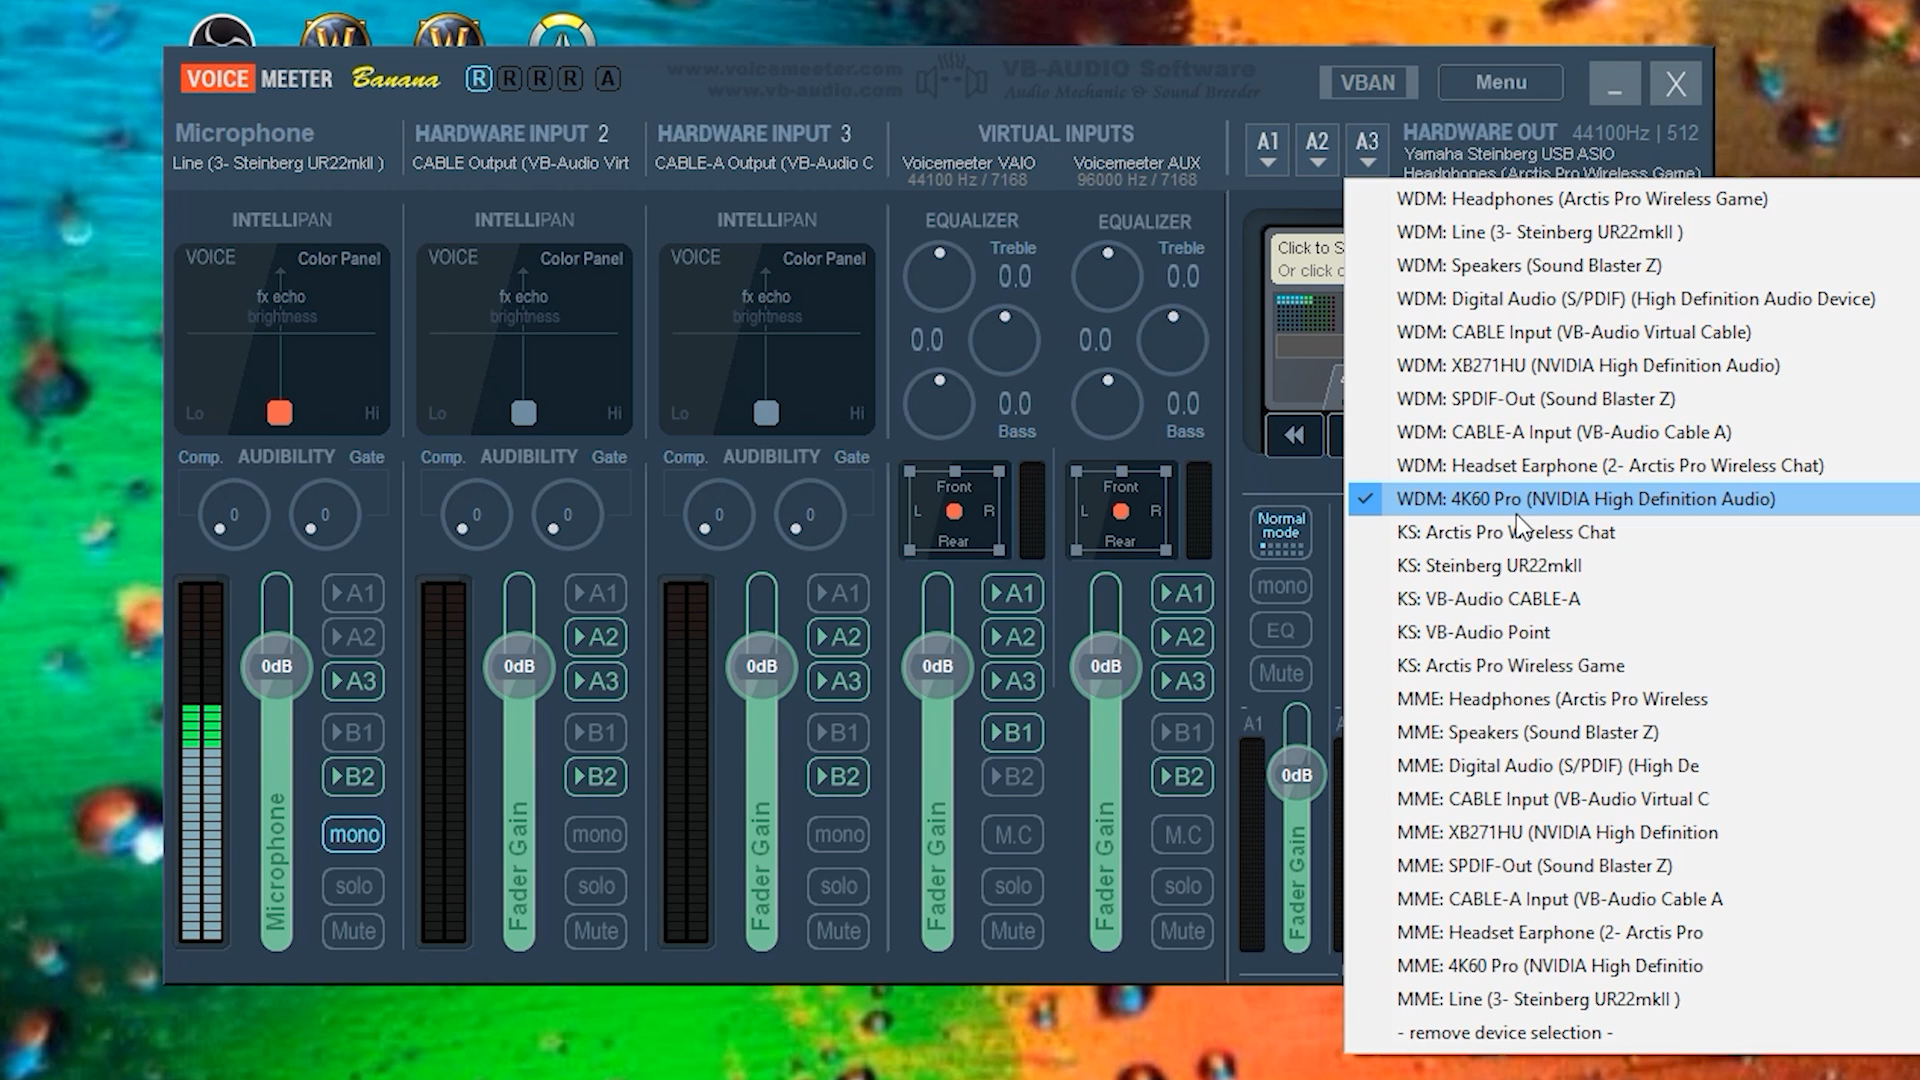 VOICE MEETER Banana R R R R A
www.voicemeeter.com
www.vb-audio.com
VB-AUDIO Software
Audio Mechanic & Sound Breeder
VBAN Menu _ X
Microphone
Line (3- Steinberg UR22mkII )
HARDWARE INPUT 2
CABLE Output (VB-Audio Virt
HARDWARE INPUT 3
CABLE-A Output (VB-Audio C
VIRTUAL INPUTS
Voicemeeter VAIO
44100 Hz / 7168
Voicemeeter AUX
96000 Hz / 7168
A1 A2 A3
HARDWARE OUT 44100Hz | 512
Yamaha Steinberg USB ASIO
Headphones (Arctis Pro Wireless Game)
INTELLIPAN
VOICE Color Panel
fx echo
brightness
Lo Hi
INTELLIPAN
VOICE Color Panel
fx echo
brightness
Lo Hi
INTELLIPAN
VOICE Color Panel
fx echo
brightness
Lo Hi
EQUALIZER
Treble
0.0
0.0
0.0
Bass
EQUALIZER
Treble
0.0
0.0
0.0
Bass
Click to S
Or click
Comp. AUDIBILITY Gate
0 0
Comp. AUDIBILITY Gate
0 0
Comp. AUDIBILITY Gate
0 0
Front
L R
Rear
Front
L R
Rear
Normal
mode
mono
EQ
Mute
A1
0dB
Fader Gain
0dB
Microphone
A1
A2
A3
B1
B2
mono
solo
Mute
0dB
Fader Gain
A1
A2
A3
B1
B2
mono
solo
Mute
0dB
Fader Gain
A1
A2
A3
B1
B2
mono
solo
Mute
0dB
Fader Gain
A1
A2
A3
B1
B2
M.C
solo
Mute
0dB
Fader Gain
A1
A2
A3
B1
B2
M.C
solo
Mute
WDM: Headphones (Arctis Pro Wireless Game)
WDM: Line (3- Steinberg UR22mkII )
WDM: Speakers (Sound Blaster Z)
WDM: Digital Audio (S/PDIF) (High Definition Audio Device)
WDM: CABLE Input (VB-Audio Virtual Cable)
WDM: XB271HU (NVIDIA High Definition Audio)
WDM: SPDIF-Out (Sound Blaster Z)
WDM: CABLE-A Input (VB-Audio Cable A)
WDM: Headset Earphone (2- Arctis Pro Wireless Chat)
WDM: 4K60 Pro (NVIDIA High Definition Audio)
KS: Arctis Pro Wireless Chat
KS: Steinberg UR22mkII
KS: VB-Audio CABLE-A
KS: VB-Audio Point
KS: Arctis Pro Wireless Game
MME: Headphones (Arctis Pro Wireless
MME: Speakers (Sound Blaster Z)
MME: Digital Audio (S/PDIF) (High De
MME: CABLE Input (VB-Audio Virtual C
MME: XB271HU (NVIDIA High Definition
MME: SPDIF-Out (Sound Blaster Z)
MME: CABLE-A Input (VB-Audio Cable A
MME: Headset Earphone (2- Arctis Pro
MME: 4K60 Pro (NVIDIA High Definitio
MME: Line (3- Steinberg UR22mkII )
- remove device selection -